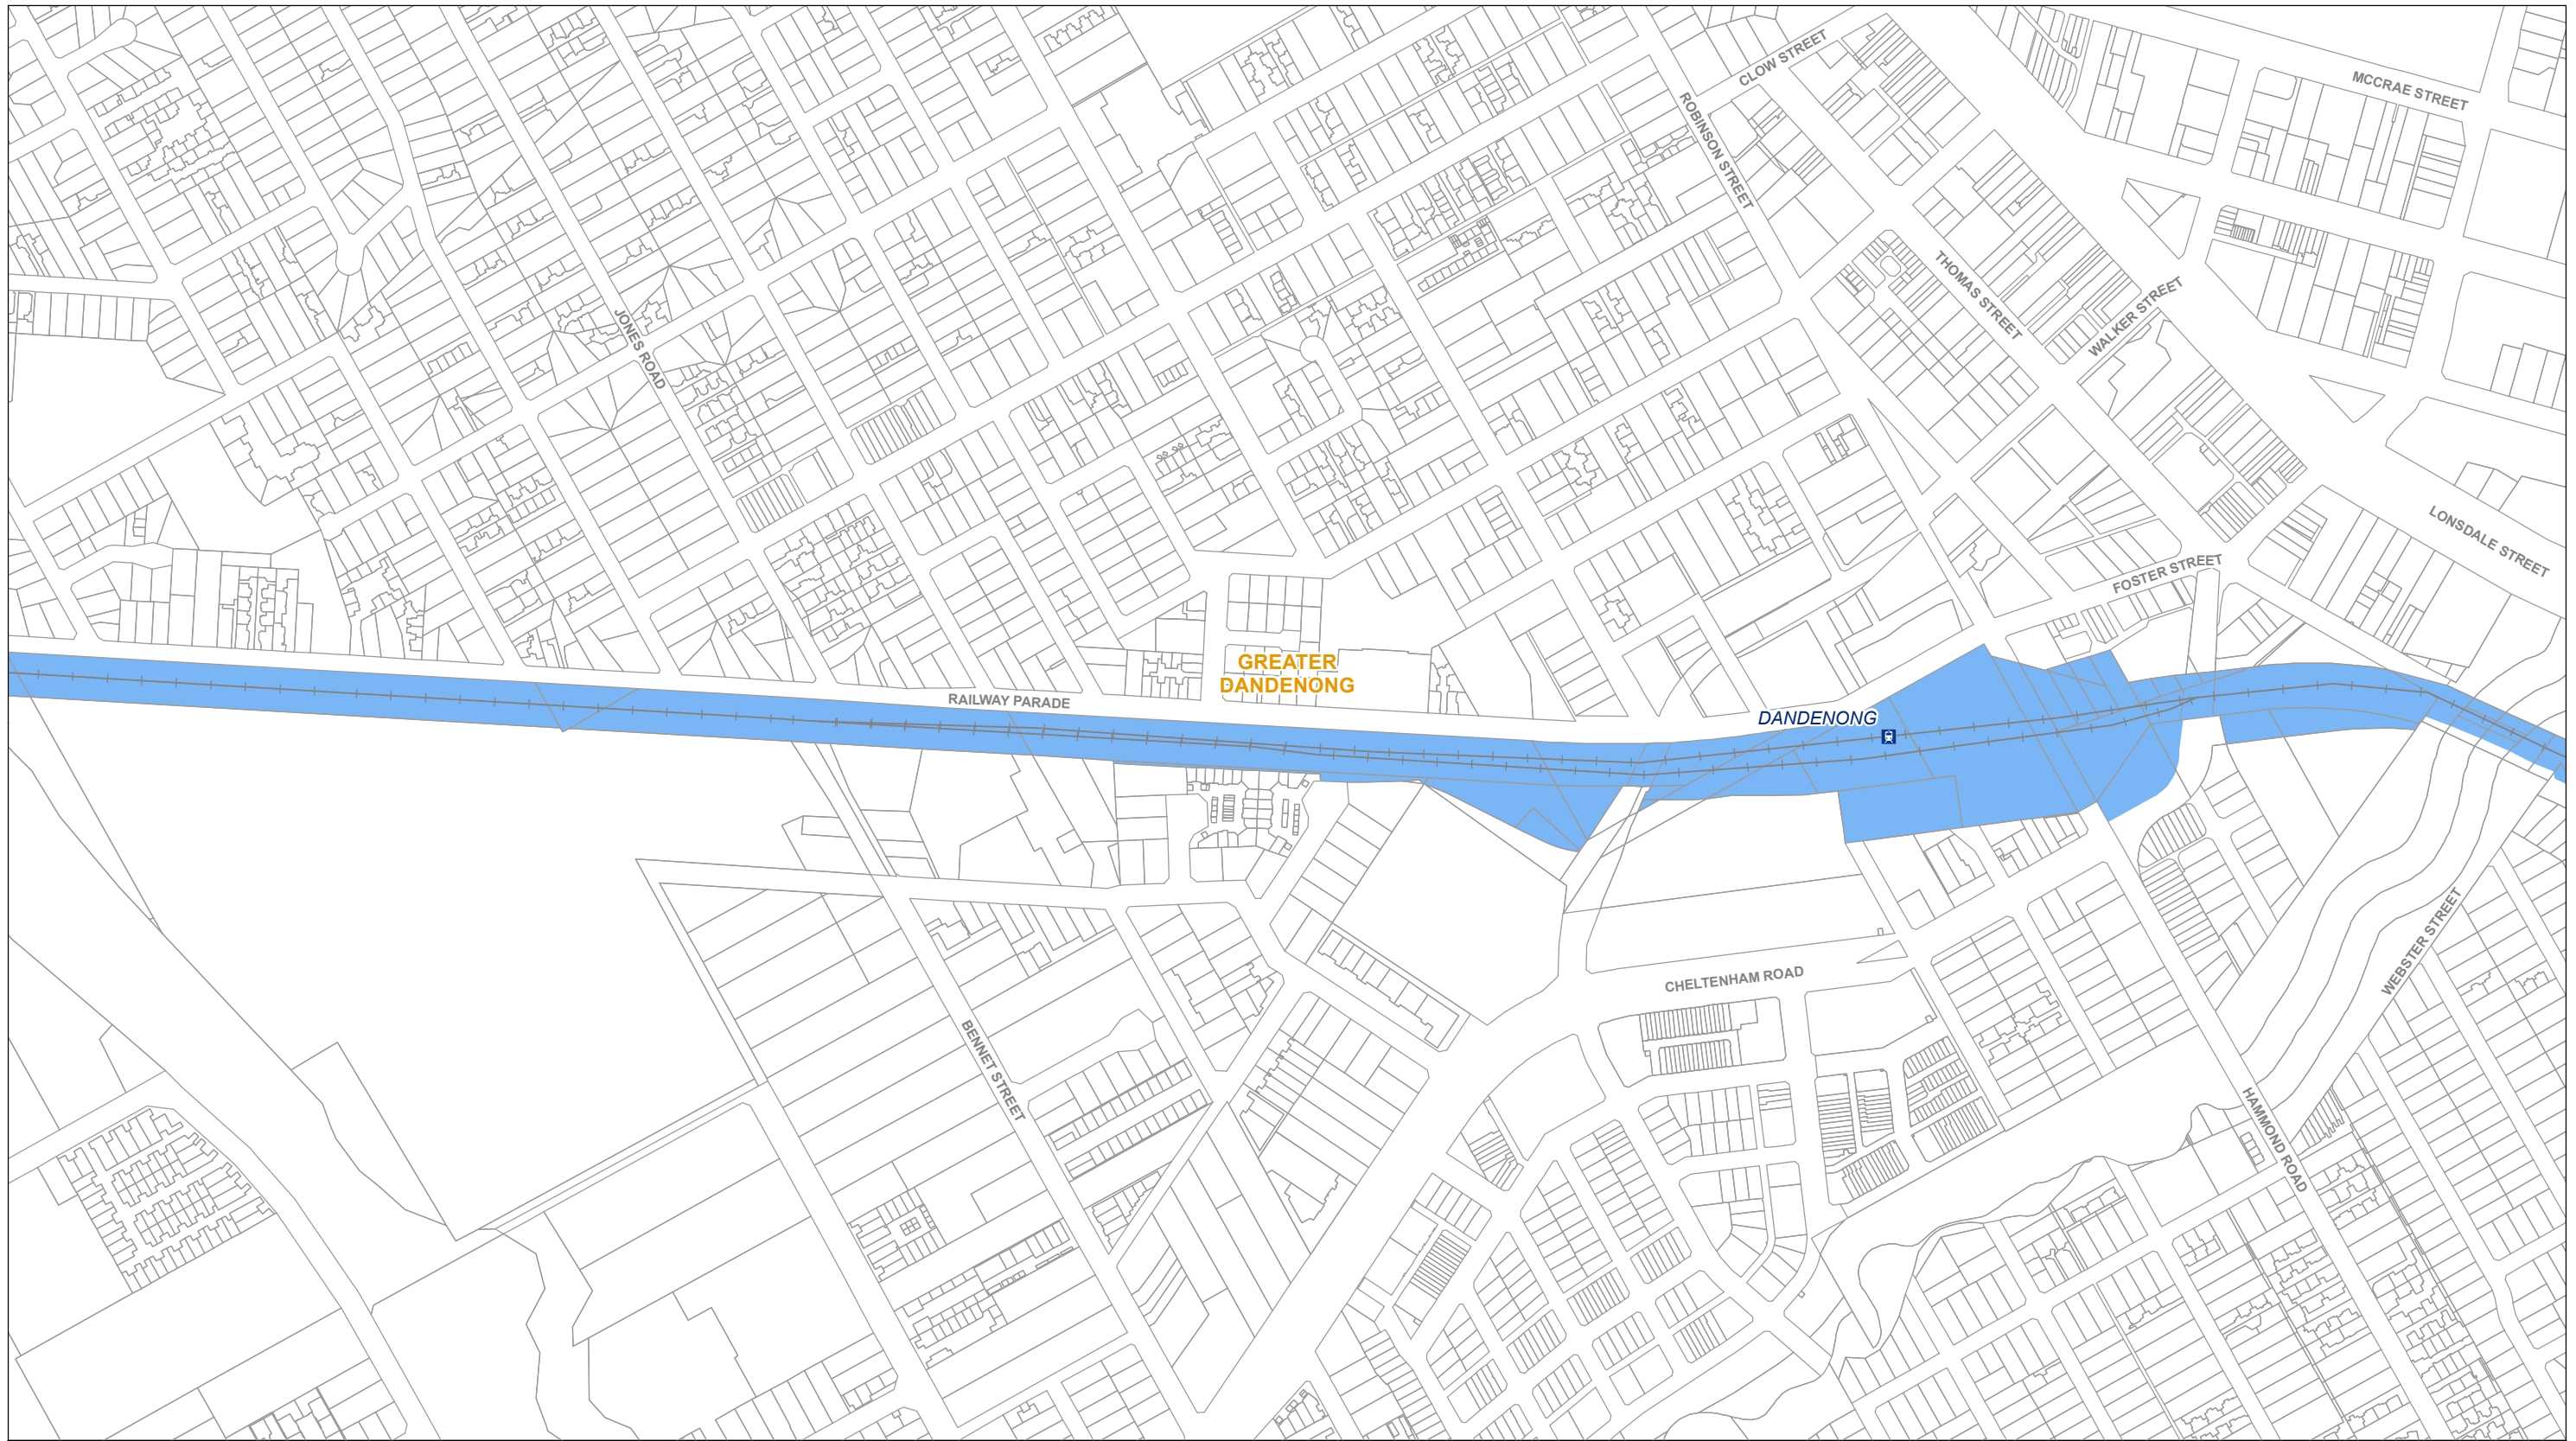 CLOW STREET
MCCRAE STREET
ROBINSON STREET
THOMAS STREET
WALKER STREET
JONES ROAD
LONSDALE STREET
FOSTER STREET
GREATER
DANDENONG
RAILWAY PARADE
DANDENONG
WEBSTER STREET
CHELTENHAM ROAD
BENNET STREET
HAMMOND ROAD